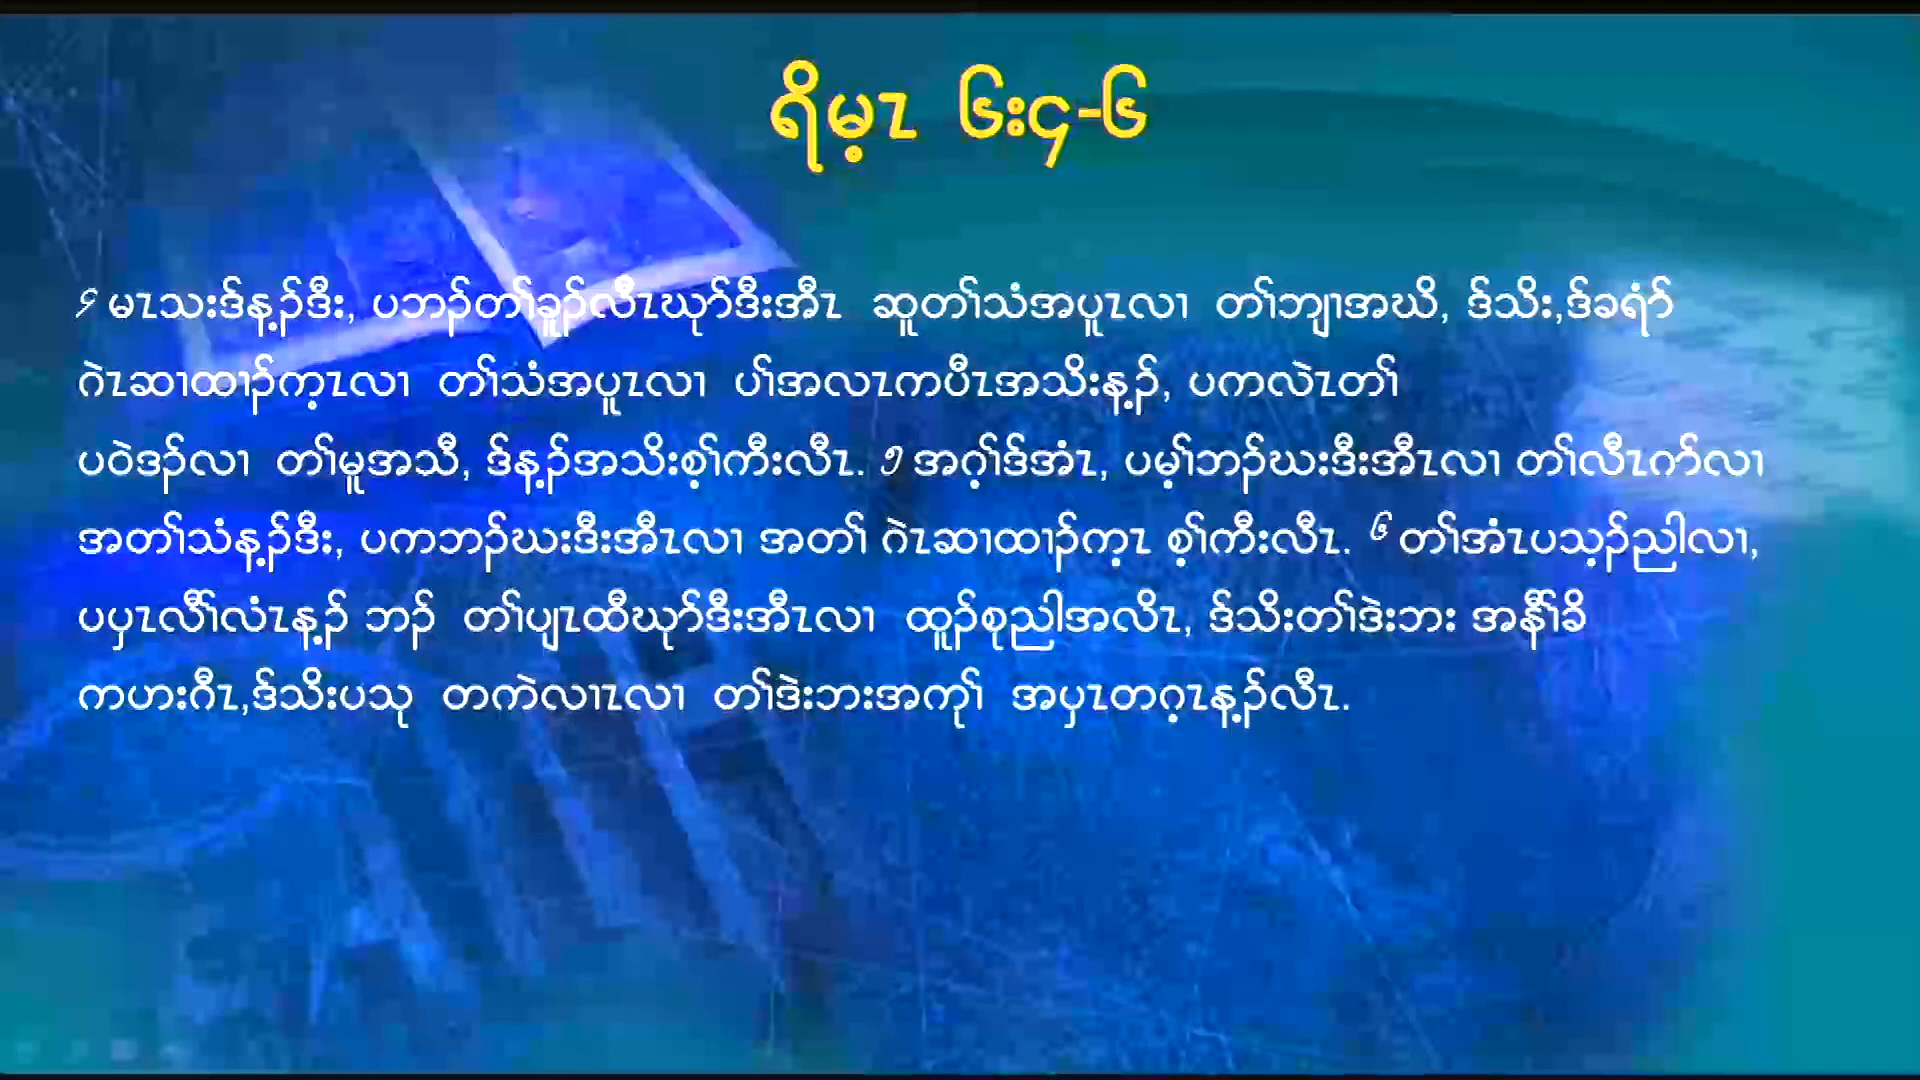 ရိမ့ၤ ၆း၄-၆
၄ မၤသးဒ်န့ၣ်ဒီး, ပဘၣ်တၢ်ခူၣ်လီၤဃုာ်ဒီးအီၤ ဆူတၢ်သံအပူၤလၢ တၢ်ဘျၢအဃိ, ဒ်သိး,ဒ်ခရံာ်
ဂဲၤဆၢထၢၣ်က့ၤလၢ တၢ်သံအပူၤလၢ ပၢ်အလၤကပီၤအသိးန့ၣ်, ပကလဲၤတၢ်
ပဝဲဒၣ်လၢ တၢ်မူအသီ, ဒ်န့ၣ်အသိးစ့ၢ်ကီးလီၤ. ၅ အဂ့ၢ်ဒ်အံၤ, ပမ့ၢ်ဘၣ်ဃးဒီးအီၤလၢ တၢ်လီၤက်လၢ
အတၢ်သံန့ၣ်ဒီး, ပကဘၣ်ဃးဒီးအီၤလၢ အတၢ် ဂဲၤဆၢထၢၣ်က့ၤ စ့ၢ်ကီးလီၤ. ၆ တၢ်အံၤပသ့ၣ်ညါလၢ,
ပပှၤလီၢ်လံၤန့ၣ် ဘၣ် တၢ်ပျၤထီဃုာ်ဒီးအီၤလၢ ထူၣ်စုညါအလိၤ, ဒ်သိးတၢ်ဒဲးဘး အနီၢ်ခိ
ကဟးဂီၤ,ဒ်သိးပသု တကဲလၢၤလၢ တၢ်ဒဲးဘးအကုၢ် အပှၤတဂ့ၤန့ၣ်လီၤ.